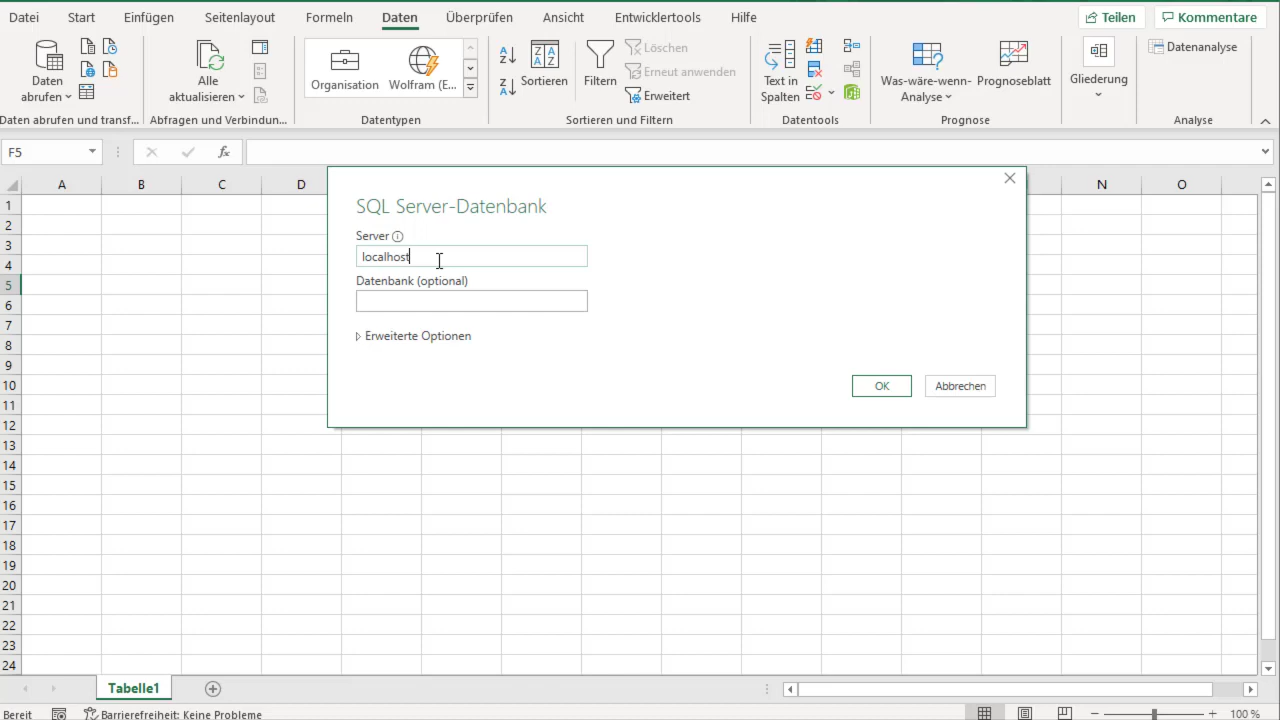 Datei Start Einfügen Seitenlayout Formeln Daten Überprüfen Ansicht Entwicklertools Hilfe Teilen Kommentare
Daten abrufen
Alle aktualisieren
Organisation Wolfram (E...
A Z
Z A
Z A A Z
Sortieren
Filtern
Löschen
Erneut anwenden
Erweitert
Text in Spalten
Was-wäre-wenn-Analyse
Prognoseblatt
Gliederung
Datenanalyse
Daten abrufen und transf... Abfragen und Verbindun... Datentypen Sortieren und Filtern Datentools Prognose Analyse
F5 fx
A B C D N O
SQL Server-Datenbank
Server
localhost
Datenbank (optional)
Erweiterte Optionen
OK Abbrechen
1
2
3
4
5
6
7
8
9
10
11
12
13
14
15
16
17
18
19
20
21
22
23
24
Tabelle1
Bereit Barrierefreiheit: Keine Probleme 100 %